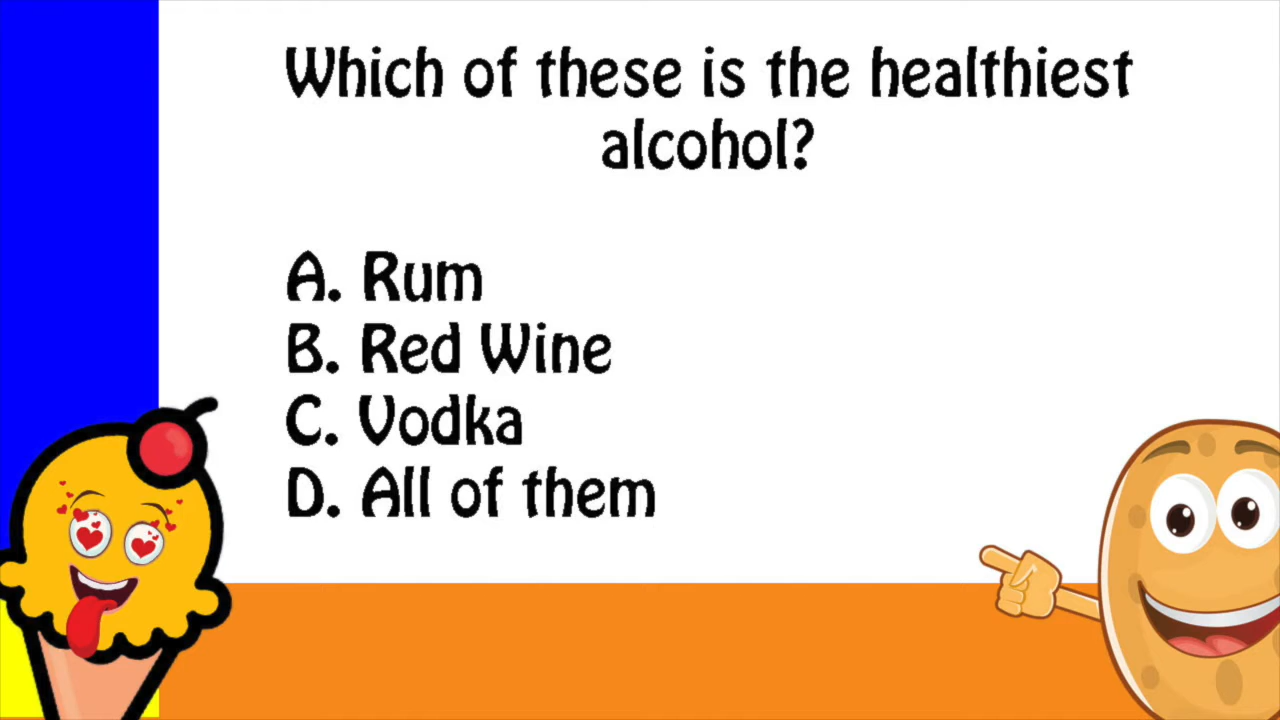 Which of these is the healthiest
alcohol?
A. Rum
B. Red Wine
C. Vodka
D. All of them